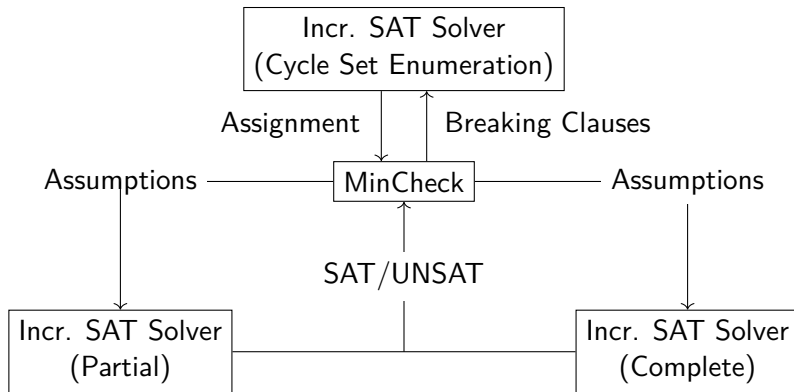 Incr. SAT Solver
(Cycle Set Enumeration)
Assignment
Breaking Clauses
Assumptions
MinCheck
Assumptions
SAT/UNSAT
Incr. SAT Solver
(Partial)
Incr. SAT Solver
(Complete)